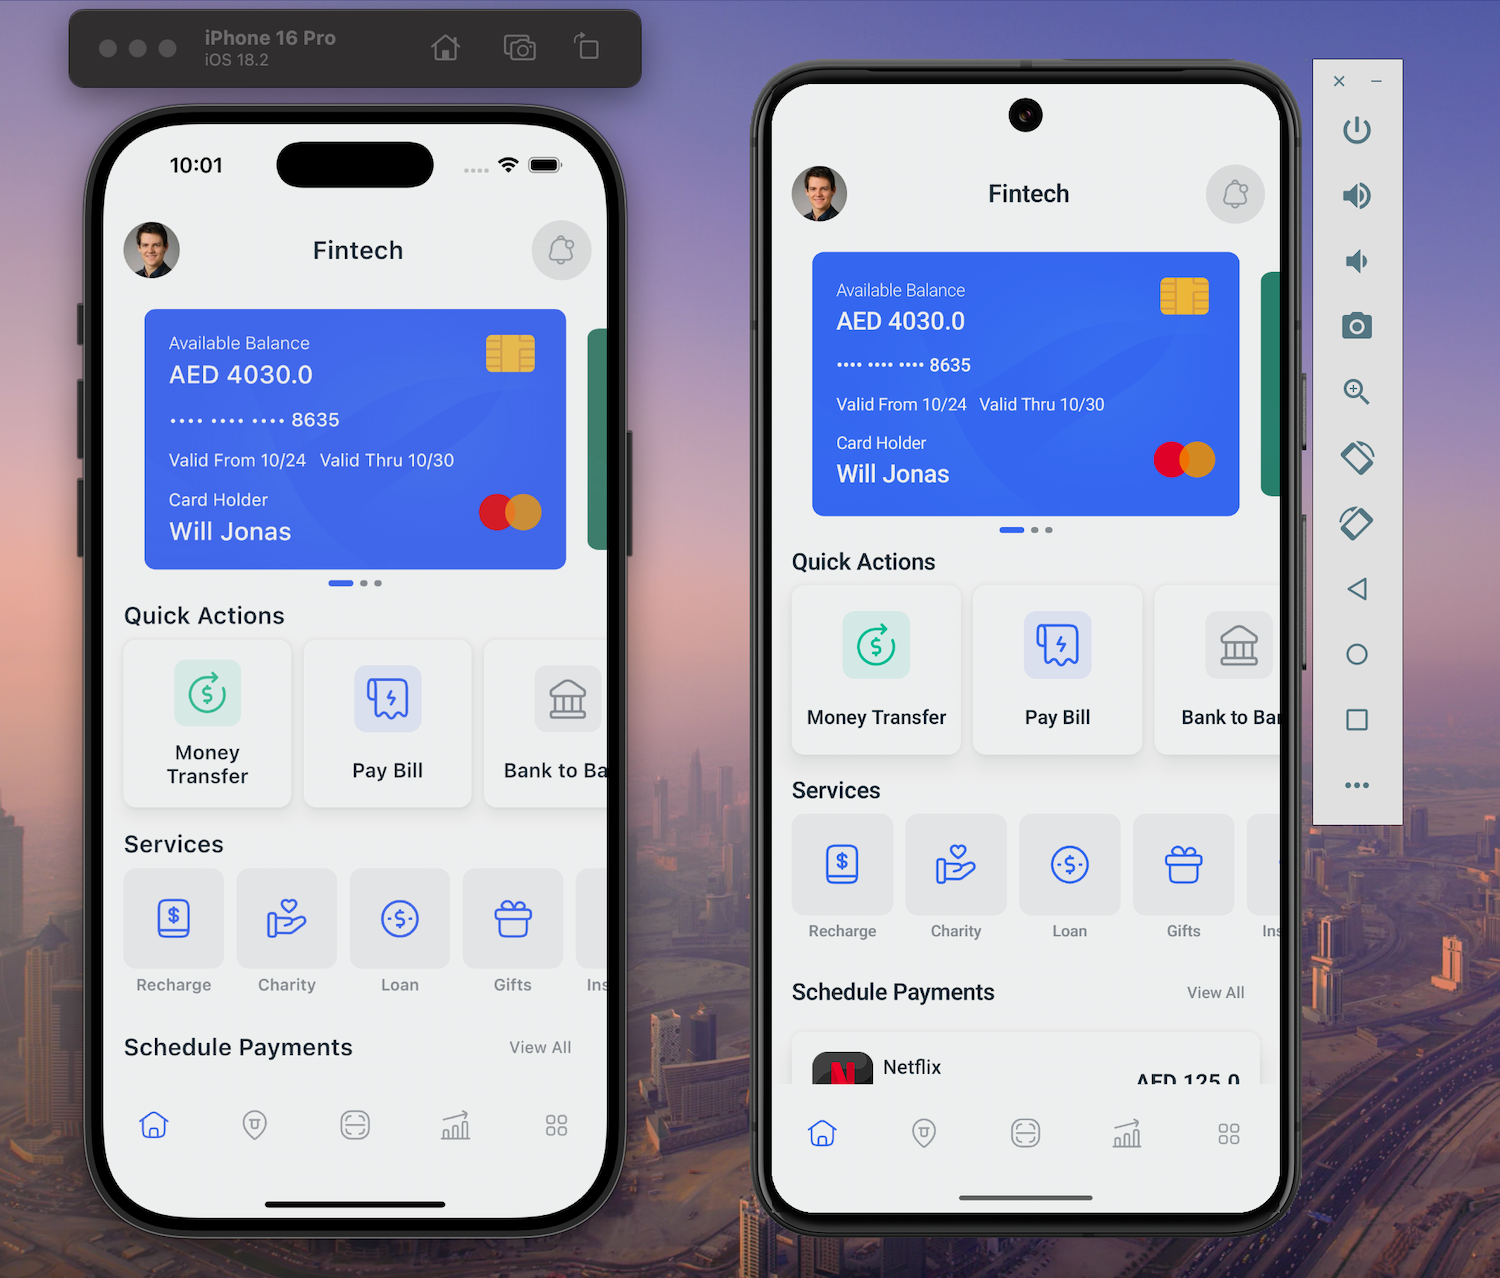 iPhone 16 Pro
iOS 18.2
10:01
Fintech
Available Balance
AED 4030.0
•••• •••• •••• 8635
Valid From 10/24 Valid Thru 10/30
Card Holder
Will Jonas
Quick Actions
Money
Transfer
Pay Bill
Bank to Ba
Services
Recharge
Charity
Loan
Gifts
Ins
Schedule Payments
View All
Fintech
Available Balance
AED 4030.0
•••• •••• •••• 8635
Valid From 10/24 Valid Thru 10/30
Card Holder
Will Jonas
Quick Actions
Money Transfer
Pay Bill
Bank to Ba
Services
Recharge
Charity
Loan
Gifts
Ins
Schedule Payments
View All
N
Netflix
AED 125.0